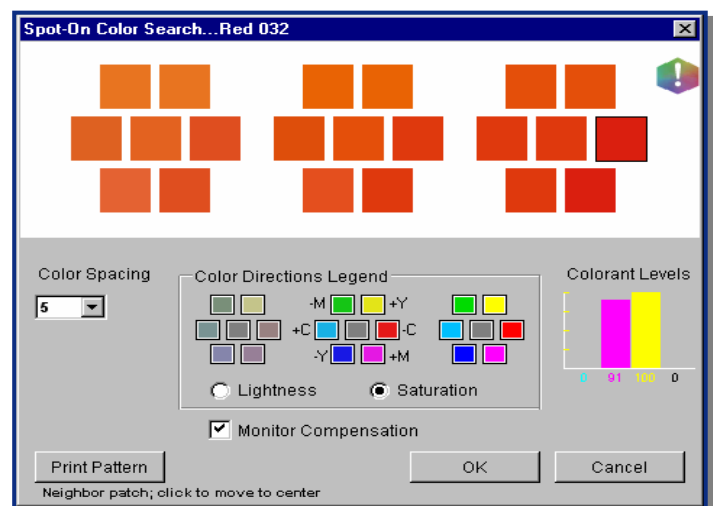 Spot-On Color Search...Red 032
!
Color Spacing
5
Color Directions Legend
-M +Y
+C -C
-Y +M
Lightness Saturation
Colorant Levels
0 91 100 0
Monitor Compensation
Print Pattern OK Cancel
Neighbor patch; click to move to center